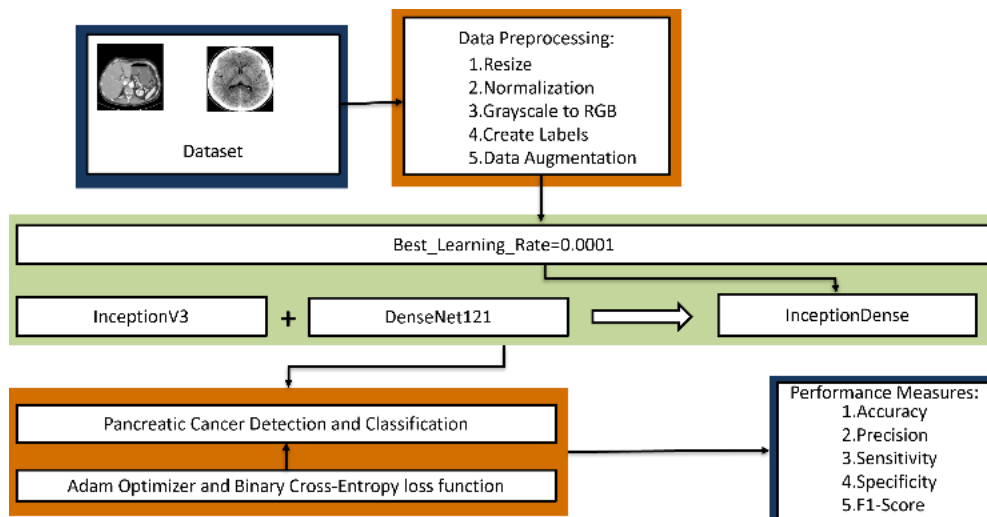 Dataset
Data Preprocessing:
1.Resize
2.Normalization
3.Grayscale to RGB
4.Create Labels
5.Data Augmentation
Best_Learning_Rate=0.0001
InceptionV3
+
DenseNet121
InceptionDense
Pancreatic Cancer Detection and Classification
Adam Optimizer and Binary Cross-Entropy loss function
Performance Measures:
1.Accuracy
2.Precision
3.Sensitivity
4.Specificity
5.F1-Score